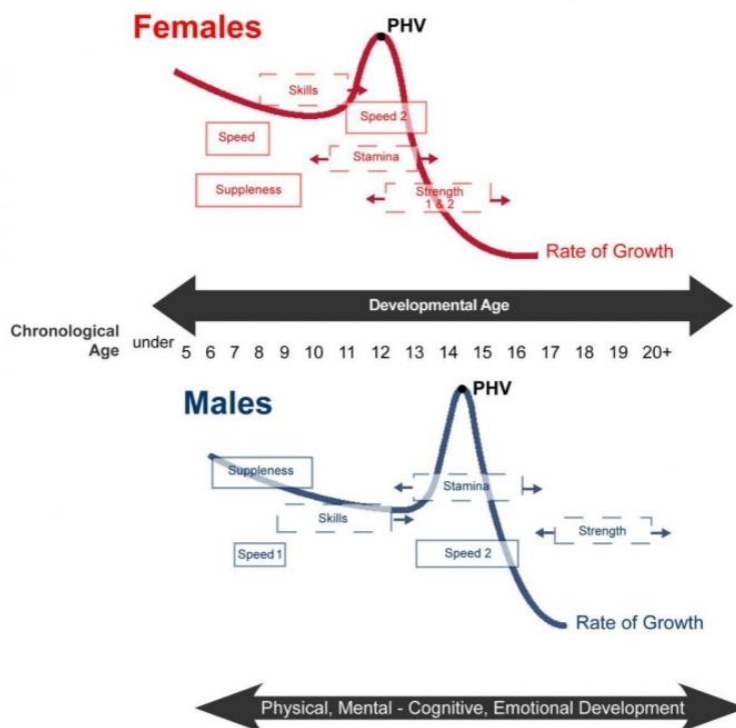 Females
PHV
Skills
Speed 2
Speed
Stamina
Suppleness
Strength
1 & 2
Rate of Growth
Developmental Age
Chronological
Age
under 5 6 7 8 9 10 11 12 13 14 15 16 17 18 19 20+
Males
PHV
Suppleness
Stamina
Skills
Strength
Speed 1
Speed 2
Rate of Growth
Physical, Mental - Cognitive, Emotional Development